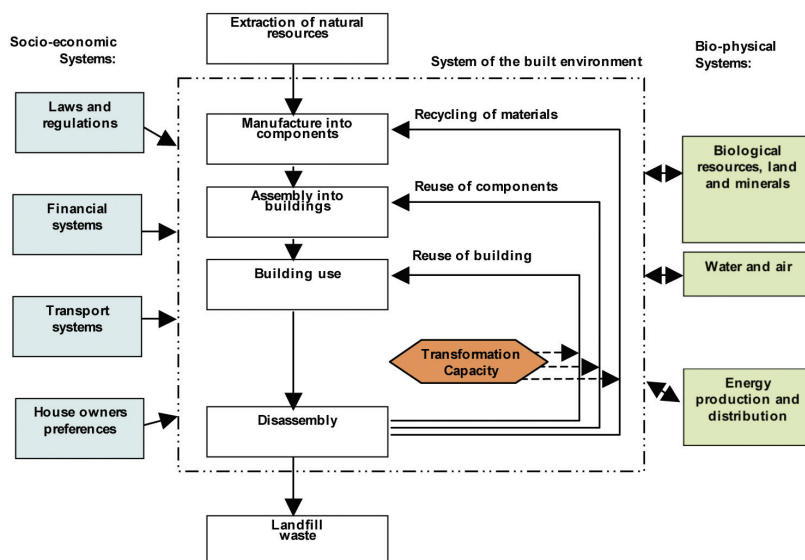 Extraction of natural
resources
Socio-economic
Systems:
System of the built environment
Bio-physical
Systems:
Laws and
regulations
Financial
systems
Transport
systems
House owners
preferences
Manufacture into
components
Assembly into
buildings
Building use
Disassembly
Landfill
waste
Recycling of materials
Reuse of components
Reuse of building
Transformation
Capacity
Biological
resources, land
and minerals
Water and air
Energy
production and
distribution